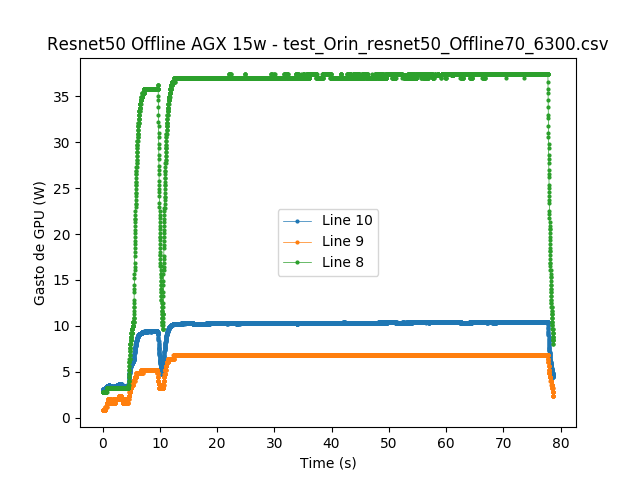 Resnet50 Offline AGX 15w - test_Orin_resnet50_Offline70_6300.csv
Gasto de GPU (W)
35
30
25
20
15
10
5
0
Line 10
Line 9
Line 8
0 10 20 30 40 50 60 70 80
Time (s)